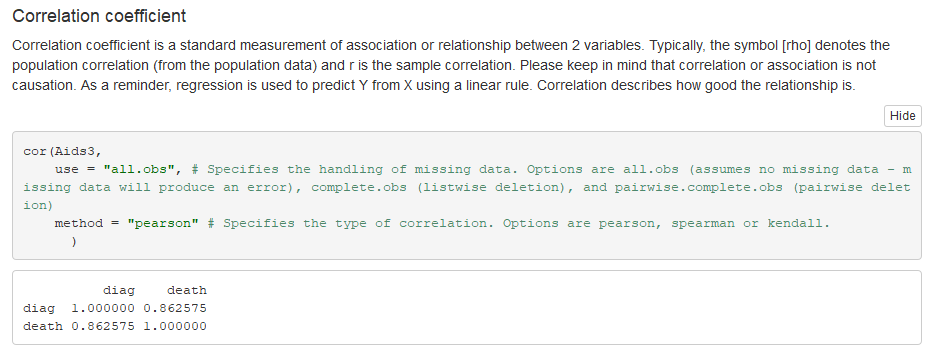 Correlation coefficient
Correlation coefficient is a standard measurement of association or relationship between 2 variables. Typically, the symbol [rho] denotes the
population correlation (from the population data) and r is the sample correlation. Please keep in mind that correlation or association is not
causation. As a reminder, regression is used to predict Y from X using a linear rule. Correlation describes how good the relationship is.
Hide
cor(Aids3,
    use = "all.obs", # Specifies the handling of missing data. Options are all.obs (assumes no missing data - m
issing data will produce an error), complete.obs (listwise deletion), and pairwise.complete.obs (pairwise delet
ion)
    method = "pearson" # Specifies the type of correlation. Options are pearson, spearman or kendall.
      )
          diag    death
diag  1.000000 0.862575
death 0.862575 1.000000